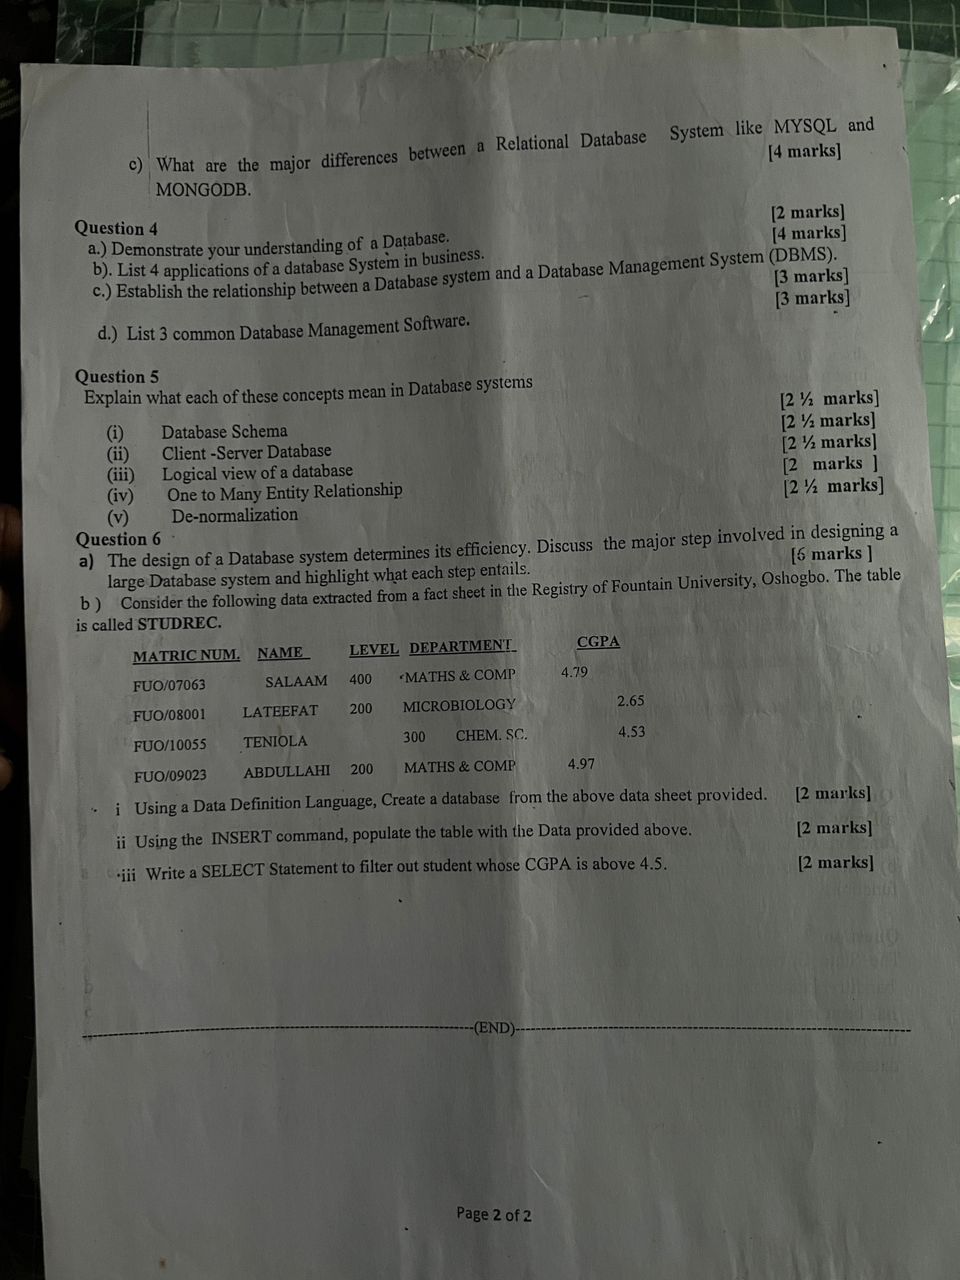 c) What are the major differences between a Relational Database System like MYSQL and
MONGODB. [4 marks]
Question 4
a.) Demonstrate your understanding of a Database. [2 marks]
b). List 4 applications of a database System in business. [4 marks]
c.) Establish the relationship between a Database system and a Database Management System (DBMS).
[3 marks]
d.) List 3 common Database Management Software. [3 marks]
Question 5
Explain what each of these concepts mean in Database systems
(i) Database Schema [2 ½ marks]
(ii) Client -Server Database [2 ½ marks]
(iii) Logical view of a database [2 ½ marks]
(iv) One to Many Entity Relationship [2 marks ]
(v) De-normalization [2 ½ marks]
Question 6
a) The design of a Database system determines its efficiency. Discuss the major step involved in designing a
large Database system and highlight what each step entails. [6 marks ]
b ) Consider the following data extracted from a fact sheet in the Registry of Fountain University, Oshogbo. The table
is called STUDREC.
MATRIC NUM. NAME LEVEL DEPARTMENT CGPA
FUO/07063 SALAAM 400 MATHS & COMP 4.79
FUO/08001 LATEEFAT 200 MICROBIOLOGY 2.65
FUO/10055 TENIOLA 300 CHEM. SC. 4.53
FUO/09023 ABDULLAHI 200 MATHS & COMP 4.97
i Using a Data Definition Language, Create a database from the above data sheet provided. [2 marks]
ii Using the INSERT command, populate the table with the Data provided above. [2 marks]
iii Write a SELECT Statement to filter out student whose CGPA is above 4.5. [2 marks]
(END)
Page 2 of 2